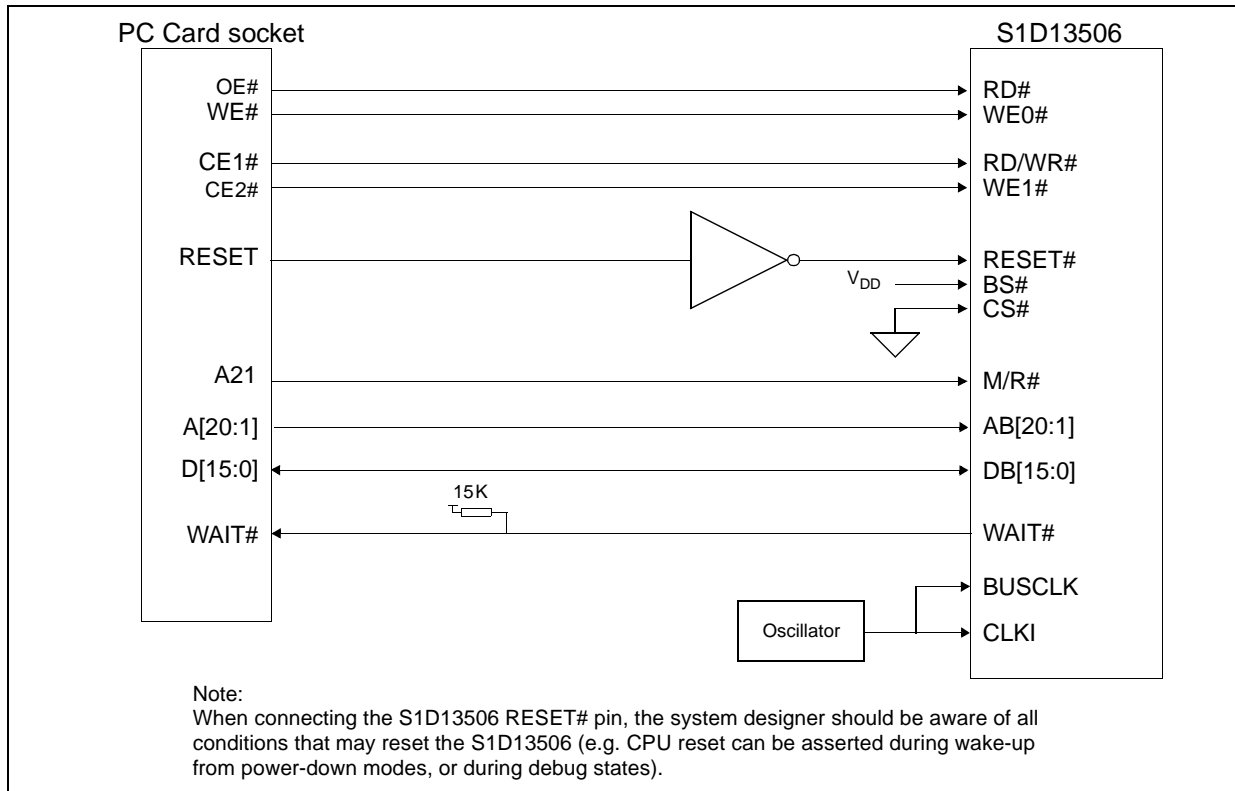 PC Card socket
S1D13506
OE#
RD#
WE#
WE0#
CE1#
RD/WR#
CE2#
WE1#
RESET
RESET#
VDD
BS#
CS#
A21
M/R#
A[20:1]
AB[20:1]
D[15:0]
DB[15:0]
15K
WAIT#
WAIT#
BUSCLK
Oscillator
CLKI
Note:
When connecting the S1D13506 RESET# pin, the system designer should be aware of all
conditions that may reset the S1D13506 (e.g. CPU reset can be asserted during wake-up
from power-down modes, or during debug states).